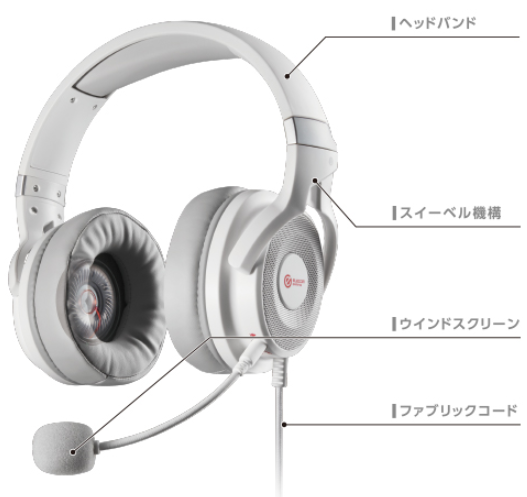 ヘッドバンド
スイーベル機構
ウインドスクリーン
ファブリックコード